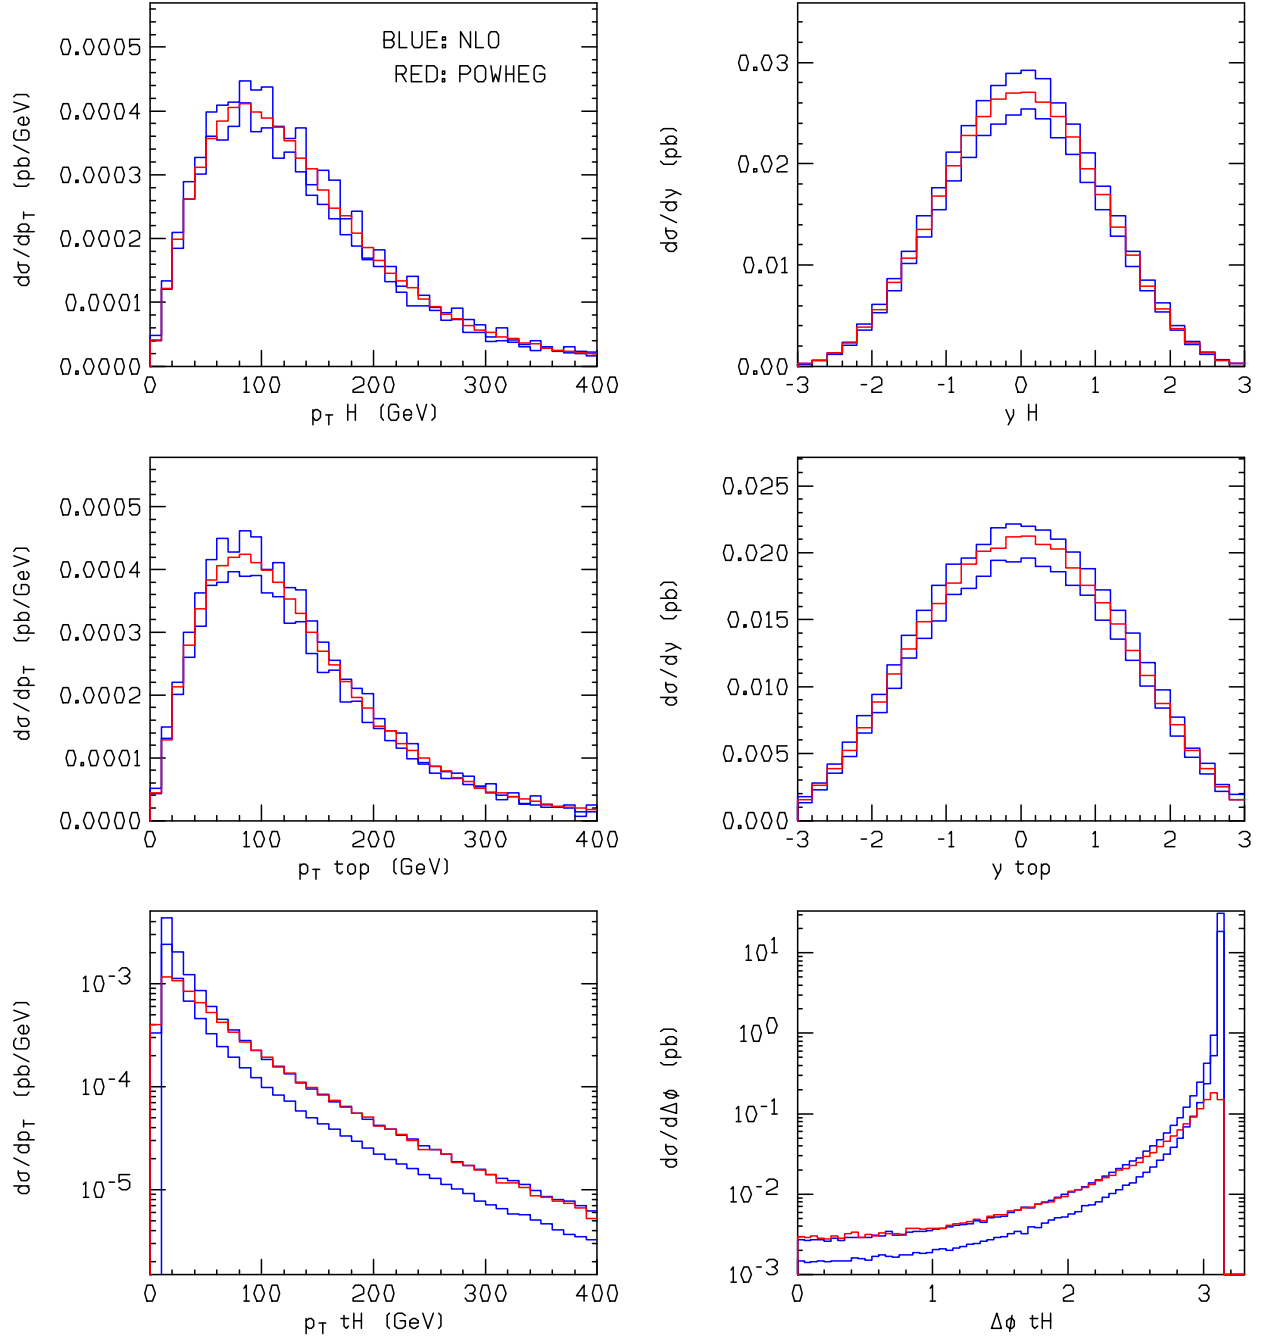 BLUE: NLO
RED: POWHEG
dσ/dp_T (pb/GeV)
0.0005
0.0004
0.0003
0.0002
0.0001
0.0000
0 100 200 300 400
p_T H (GeV)
dσ/dy (pb)
0.03
0.02
0.01
0.00
-3 -2 -1 0 1 2 3
y H
dσ/dp_T (pb/GeV)
0.0005
0.0004
0.0003
0.0002
0.0001
0.0000
0 100 200 300 400
p_T top (GeV)
dσ/dy (pb)
0.025
0.020
0.015
0.010
0.005
0.000
-3 -2 -1 0 1 2 3
y top
dσ/dp_T (pb/GeV)
10^-3
10^-4
10^-5
0 100 200 300 400
p_T tH (GeV)
dσ/dΔϕ (pb)
10^1
10^0
10^-1
10^-2
10^-3
0 1 2 3
Δϕ tH